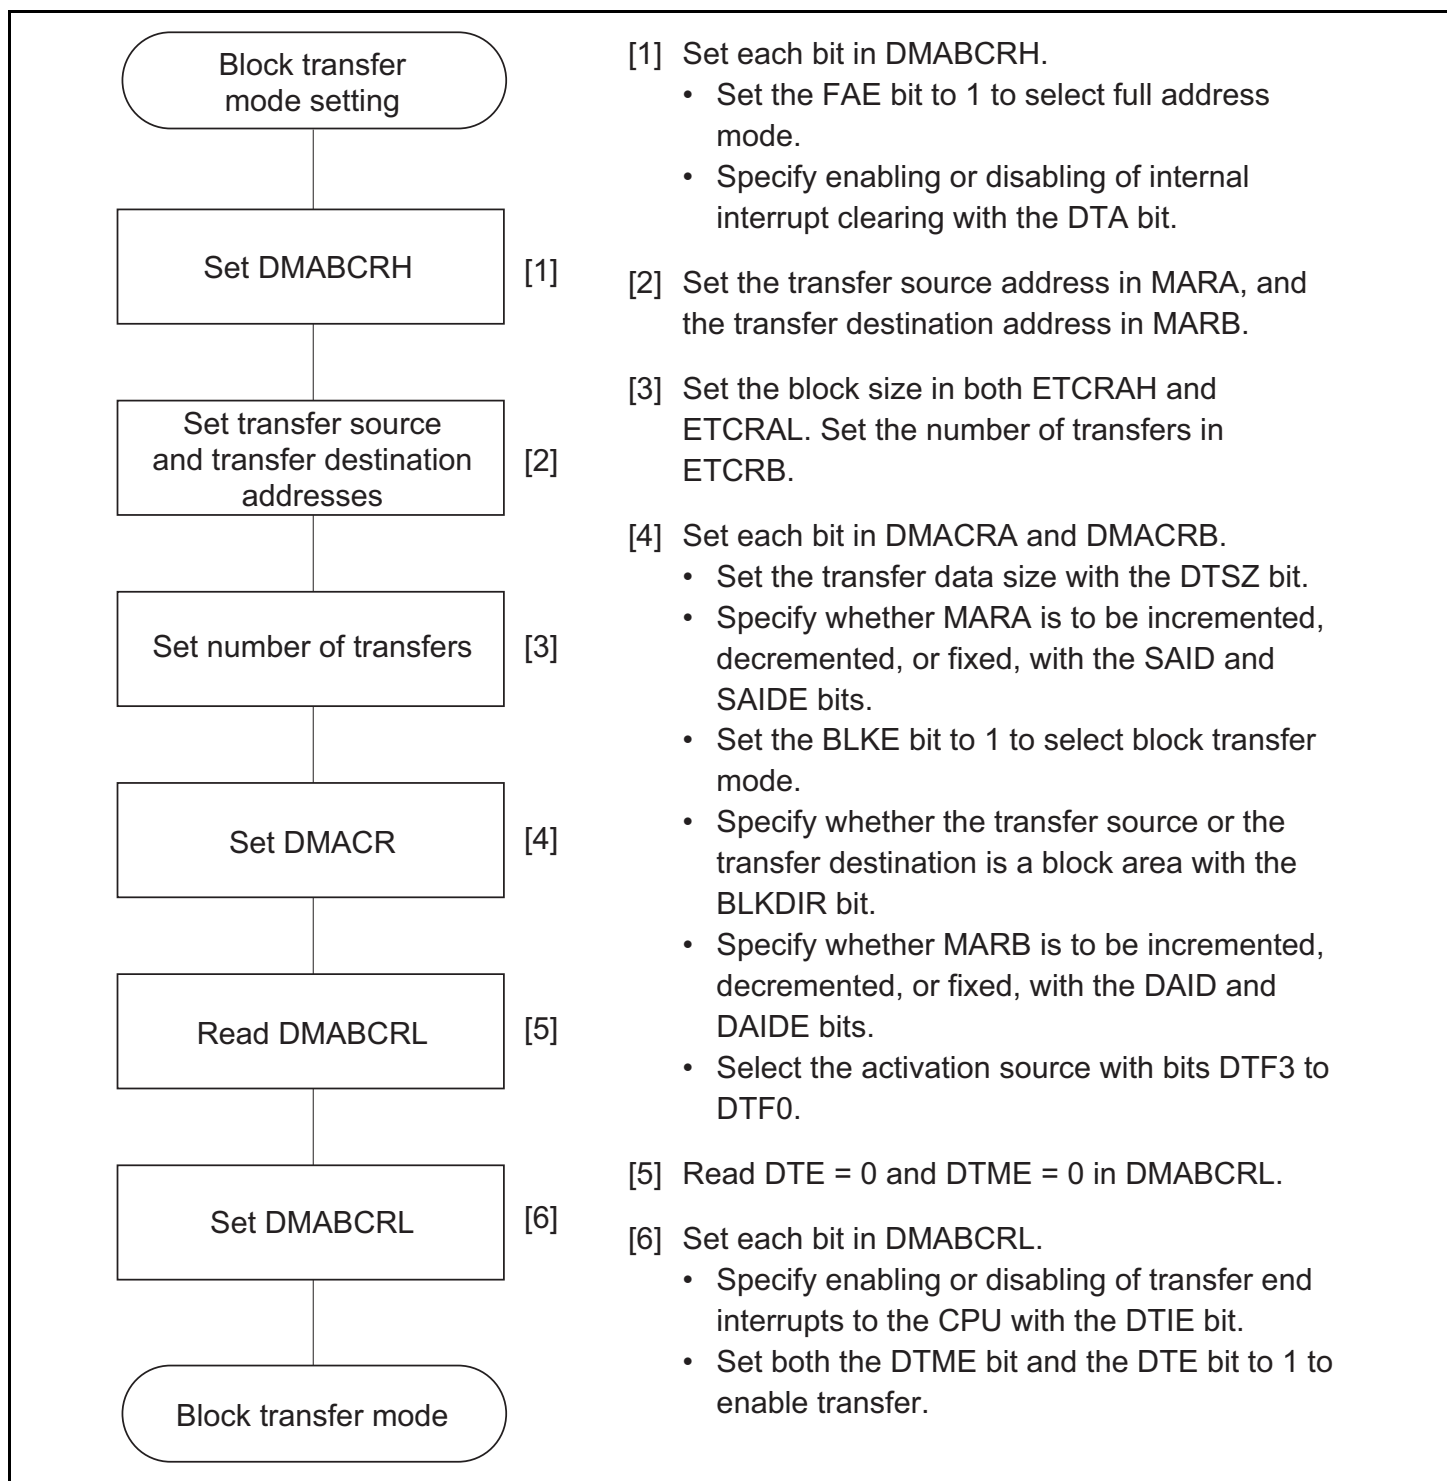 Block transfer
mode setting
Set DMABCRH
[1]
Set transfer source
and transfer destination
addresses
[2]
Set number of transfers
[3]
Set DMACR
[4]
Read DMABCRL
[5]
Set DMABCRL
[6]
Block transfer mode
[1] Set each bit in DMABCRH.
• Set the FAE bit to 1 to select full address
mode.
• Specify enabling or disabling of internal
interrupt clearing with the DTA bit.
[2] Set the transfer source address in MARA, and
the transfer destination address in MARB.
[3] Set the block size in both ETCRAH and
ETCRAL. Set the number of transfers in
ETCRB.
[4] Set each bit in DMACRA and DMACRB.
• Set the transfer data size with the DTSZ bit.
• Specify whether MARA is to be incremented,
decremented, or fixed, with the SAID and
SAIDE bits.
• Set the BLKE bit to 1 to select block transfer
mode.
• Specify whether the transfer source or the
transfer destination is a block area with the
BLKDIR bit.
• Specify whether MARB is to be incremented,
decremented, or fixed, with the DAID and
DAIDE bits.
• Select the activation source with bits DTF3 to
DTF0.
[5] Read DTE = 0 and DTME = 0 in DMABCRL.
[6] Set each bit in DMABCRL.
• Specify enabling or disabling of transfer end
interrupts to the CPU with the DTIE bit.
• Set both the DTME bit and the DTE bit to 1 to
enable transfer.